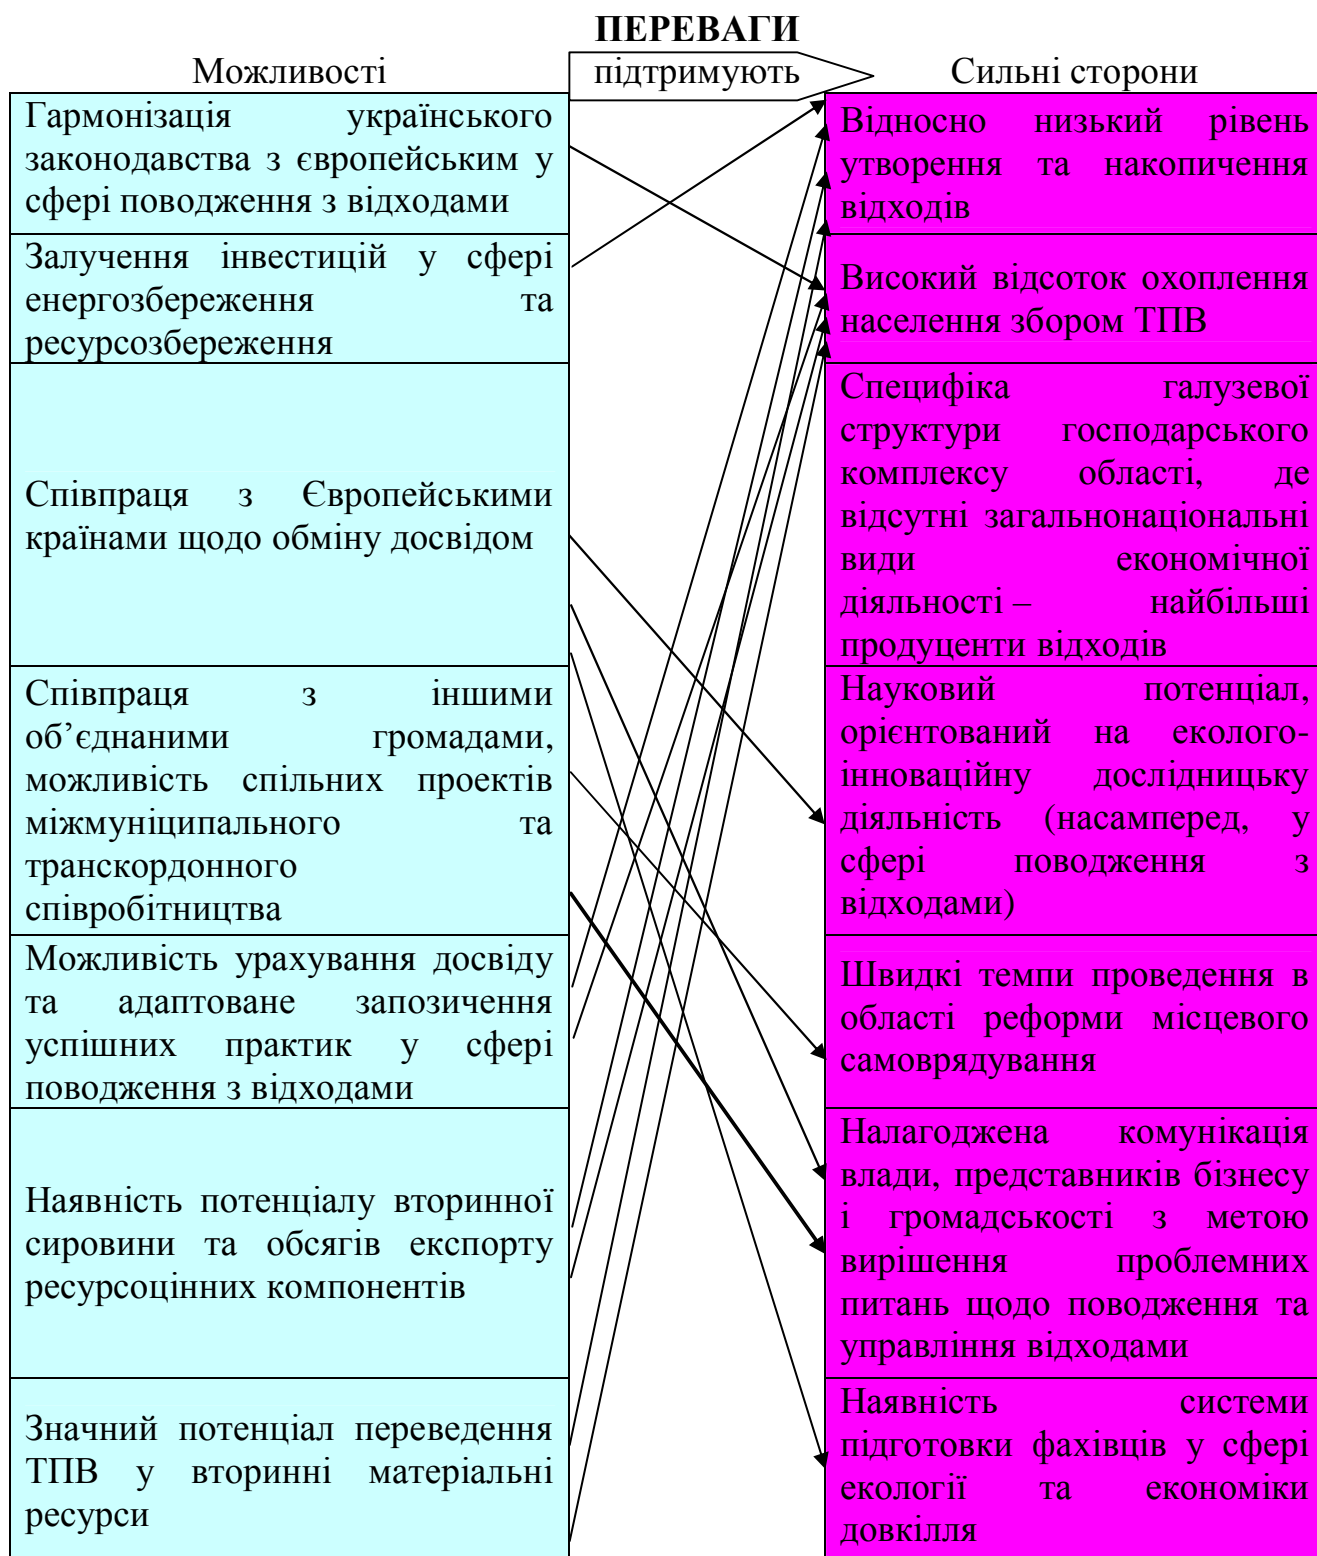 ПЕРЕВАГИ
Можливості
підтримують
Сильні сторони
Гармонізація українського
законодавства з європейським у
сфері поводження з відходами
Залучення інвестицій у сфері
енергозбереження та
ресурсозбереження
Співпраця з Європейськими
країнами щодо обміну досвідом
Співпраця з іншими
об’єднаними громадами,
можливість спільних проектів
міжмуніципального та
транскордонного
співробітництва
Можливість урахування досвіду
та адаптоване запозичення
успішних практик у сфері
поводження з відходами
Наявність потенціалу вторинної
сировини та обсягів експорту
ресурсоцінних компонентів
Значний потенціал переведення
ТПВ у вторинні матеріальні
ресурси
Відносно низький рівень
утворення та накопичення
відходів
Високий відсоток охоплення
населення збором ТПВ
Специфіка галузевої
структури господарського
комплексу області, де
відсутні загальнонаціональні
види економічної
діяльності – найбільші
продуценти відходів
Науковий потенціал,
орієнтований на еколого-
інноваційну дослідницьку
діяльність (насамперед, у
сфері поводження з
відходами)
Швидкі темпи проведення в
області реформи місцевого
самоврядування
Налагоджена комунікація
влади, представників бізнесу
і громадськості з метою
вирішення проблемних
питань щодо поводження та
управління відходами
Наявність системи
підготовки фахівців у сфері
екології та економіки
довкілля